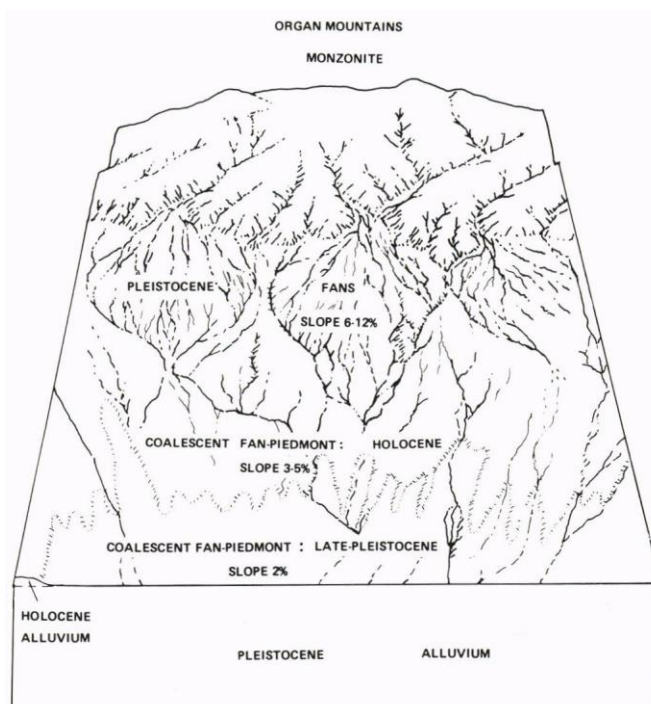 ORGAN MOUNTAINS
MONZONITE
PLEISTOCENE
FANS
SLOPE 6-12%
COALESCENT FAN-PIEDMONT : HOLOCENE
SLOPE 3-5%
COALESCENT FAN-PIEDMONT : LATE-PLEISTOCENE
SLOPE 2%
HOLOCENE
ALLUVIUM
PLEISTOCENE ALLUVIUM